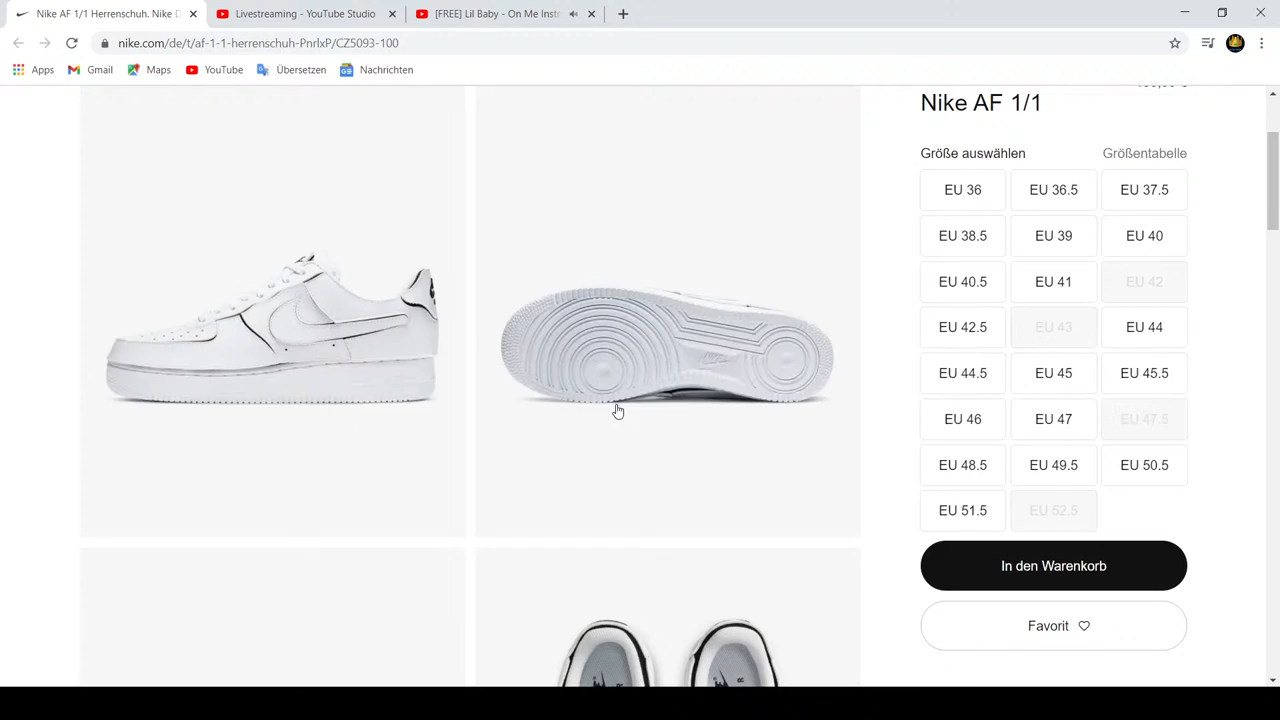 Nike AF 1/1 Herrenschuh. Nike D
Livestreaming - YouTube Studio
[FREE] Lil Baby - On Me Instr
nike.com/de/t/af-1-1-herrenschuh-PnrlxP/CZ5093-100
Apps
Gmail
Maps
YouTube
Übersetzen
Nachrichten
Nike AF 1/1
Größe auswählen
Größentabelle
EU 36
EU 36.5
EU 37.5
EU 38.5
EU 39
EU 40
EU 40.5
EU 41
EU 42
EU 42.5
EU 43
EU 44
EU 44.5
EU 45
EU 45.5
EU 46
EU 47
EU 47.5
EU 48.5
EU 49.5
EU 50.5
EU 51.5
EU 52.5
In den Warenkorb
Favorit